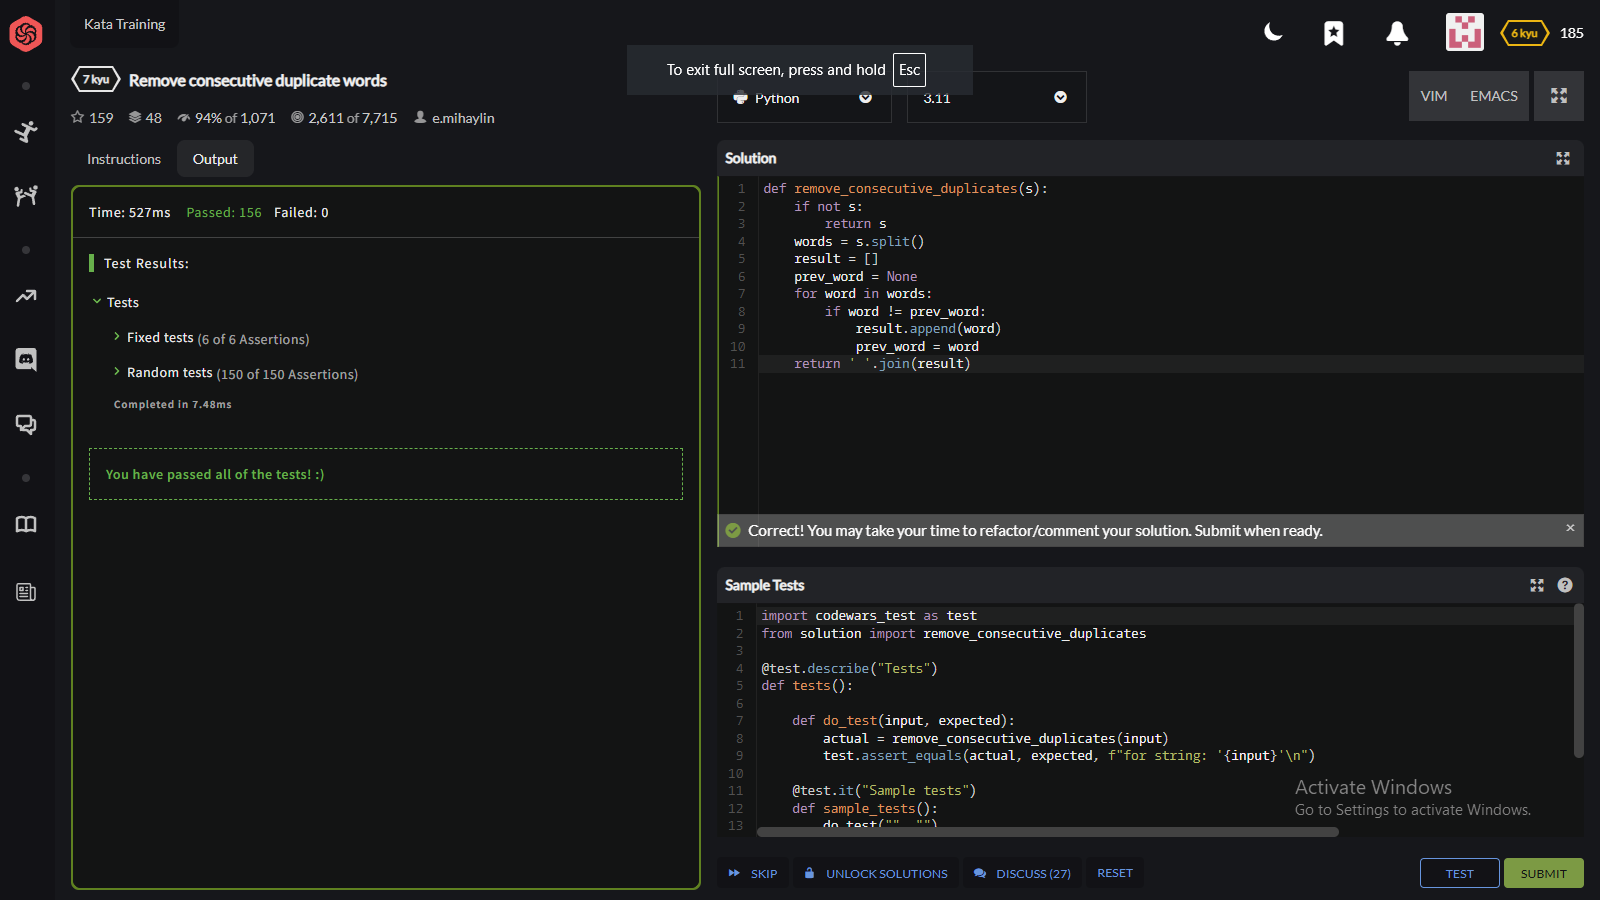 Kata Training
6 kyu
185
To exit full screen, press and hold Esc
7 kyu
Remove consecutive duplicate words
Python
3.11
VIM
EMACS
159
48
94% of 1,071
2,611 of 7,715
e.mihaylin
Instructions
Output
Time: 527ms Passed: 156 Failed: 0
Test Results:
Tests
Fixed tests (6 of 6 Assertions)
Random tests (150 of 150 Assertions)
Completed in 7.48ms
You have passed all of the tests! :)
Solution
1 def remove_consecutive_duplicates(s):
2     if not s:
3         return s
4     words = s.split()
5     result = []
6     prev_word = None
7     for word in words:
8         if word != prev_word:
9             result.append(word)
10             prev_word = word
11     return ' '.join(result)
Correct! You may take your time to refactor/comment your solution. Submit when ready.
×
Sample Tests
?
1 import codewars_test as test
2 from solution import remove_consecutive_duplicates
3
4 @test.describe("Tests")
5 def tests():
6
7     def do_test(input, expected):
8         actual = remove_consecutive_duplicates(input)
9         test.assert_equals(actual, expected, f"for string: '{input}'\n")
10
11     @test.it("Sample tests")
12     def sample_tests():
13         do_test("", "")
Activate Windows
Go to Settings to activate Windows.
SKIP
UNLOCK SOLUTIONS
DISCUSS (27)
RESET
TEST
SUBMIT